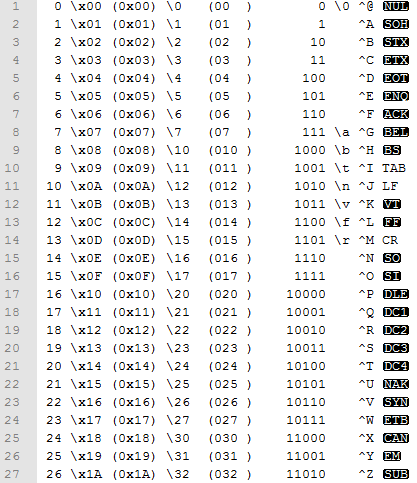 1 0 \x00 (0x00) \0 (00 ) 0 \0 ^@ NUL
2 1 \x01 (0x01) \1 (01 ) 1 ^A SOH
3 2 \x02 (0x02) \2 (02 ) 10 ^B STX
4 3 \x03 (0x03) \3 (03 ) 11 ^C ETX
5 4 \x04 (0x04) \4 (04 ) 100 ^D EOT
6 5 \x05 (0x05) \5 (05 ) 101 ^E ENQ
7 6 \x06 (0x06) \6 (06 ) 110 ^F ACK
8 7 \x07 (0x07) \7 (07 ) 111 \a ^G BEL
9 8 \x08 (0x08) \10 (010 ) 1000 \b ^H BS
10 9 \x09 (0x09) \11 (011 ) 1001 \t ^I TAB
11 10 \x0A (0x0A) \12 (012 ) 1010 \n ^J LF
12 11 \x0B (0x0B) \13 (013 ) 1011 \v ^K VT
13 12 \x0C (0x0C) \14 (014 ) 1100 \f ^L FF
14 13 \x0D (0x0D) \15 (015 ) 1101 \r ^M CR
15 14 \x0E (0x0E) \16 (016 ) 1110 ^N SO
16 15 \x0F (0x0F) \17 (017 ) 1111 ^O SI
17 16 \x10 (0x10) \20 (020 ) 10000 ^P DLE
18 17 \x11 (0x11) \21 (021 ) 10001 ^Q DC1
19 18 \x12 (0x12) \22 (022 ) 10010 ^R DC2
20 19 \x13 (0x13) \23 (023 ) 10011 ^S DC3
21 20 \x14 (0x14) \24 (024 ) 10100 ^T DC4
22 21 \x15 (0x15) \25 (025 ) 10101 ^U NAK
23 22 \x16 (0x16) \26 (026 ) 10110 ^V SYN
24 23 \x17 (0x17) \27 (027 ) 10111 ^W ETB
25 24 \x18 (0x18) \30 (030 ) 11000 ^X CAN
26 25 \x19 (0x19) \31 (031 ) 11001 ^Y EM
27 26 \x1A (0x1A) \32 (032 ) 11010 ^Z SUB